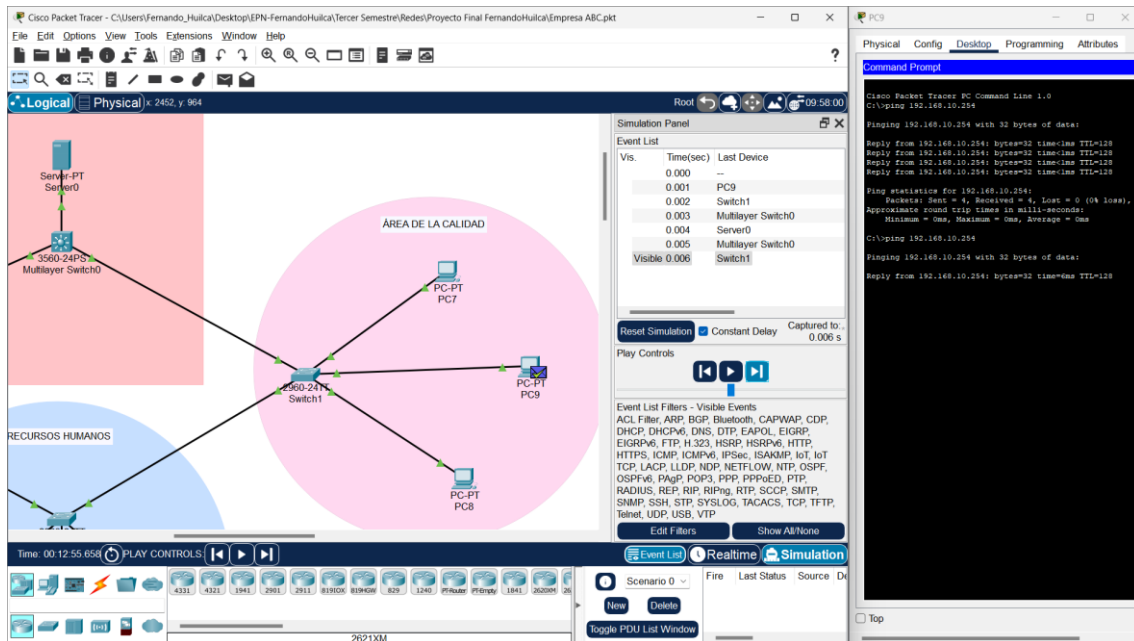 Cisco Packet Tracer - C:\Users\Fernando_Huilca\Desktop\EPN-FernandoHuilca\Tercer Semestre\Redes\Proyecto Final FernandoHuilca\Empresa ABC.pkt
File Edit Options View Tools Extensions Window Help
Logical Physical x: 2452, y: 964
Root 09:58:00
Server-PT
Server0
3560-24PS
Multilayer Switch0
ÁREA DE LA CALIDAD
PC-PT
PC7
2960-24TT
Switch1
PC-PT
PC9
PC-PT
PC8
RECURSOS HUMANOS
Simulation Panel
Event List
Vis. Time(sec) Last Device
0.000 --
0.001 PC9
0.002 Switch1
0.003 Multilayer Switch0
0.004 Server0
0.005 Multilayer Switch0
Visible 0.006 Switch1
Reset Simulation Constant Delay Captured to:
0.006 s
Play Controls
Event List Filters - Visible Events
ACL Filter, ARP, BGP, Bluetooth, CAPWAP, CDP,
DHCP, DHCPv6, DNS, DTP, EAPOL, EIGRP,
EIGRPv6, FTP, H.323, HSRP, HSRPv6, HTTP,
HTTPS, ICMP, ICMPv6, IPSec, ISAKMP, IoT, IoT
TCP, LACP, LLDP, NDP, NETFLOW, NTP, OSPF,
OSPFv6, PAgP, POP3, PPP, PPPoED, PTP,
RADIUS, REP, RIP, RIPng, RTP, SCCP, SMTP,
SNMP, SSH, STP, SYSLOG, TACACS, TCP, TFTP,
Telnet, UDP, USB, VTP
Edit Filters Show All/None
Time: 00:12:55.658 PLAY CONTROLS:
Event List Realtime Simulation
4331 4321 1941 2901 2911 819IOX 819HGW 829 1240 PT-Router PT-Empty 1841 2620XM
2621XM
Scenario 0
New Delete
Toggle PDU List Window
Fire Last Status Source
PC9
Physical Config Desktop Programming Attributes
Command Prompt
Cisco Packet Tracer PC Command Line 1.0
C:\>ping 192.168.10.254
Pinging 192.168.10.254 with 32 bytes of data:
Reply from 192.168.10.254: bytes=32 time<1ms TTL=128
Reply from 192.168.10.254: bytes=32 time<1ms TTL=128
Reply from 192.168.10.254: bytes=32 time<1ms TTL=128
Reply from 192.168.10.254: bytes=32 time<1ms TTL=128
Ping statistics for 192.168.10.254:
Packets: Sent = 4, Received = 4, Lost = 0 (0% loss),
Approximate round trip times in milli-seconds:
Minimum = 0ms, Maximum = 0ms, Average = 0ms
C:\>ping 192.168.10.254
Pinging 192.168.10.254 with 32 bytes of data:
Reply from 192.168.10.254: bytes=32 time=6ms TTL=128
Top